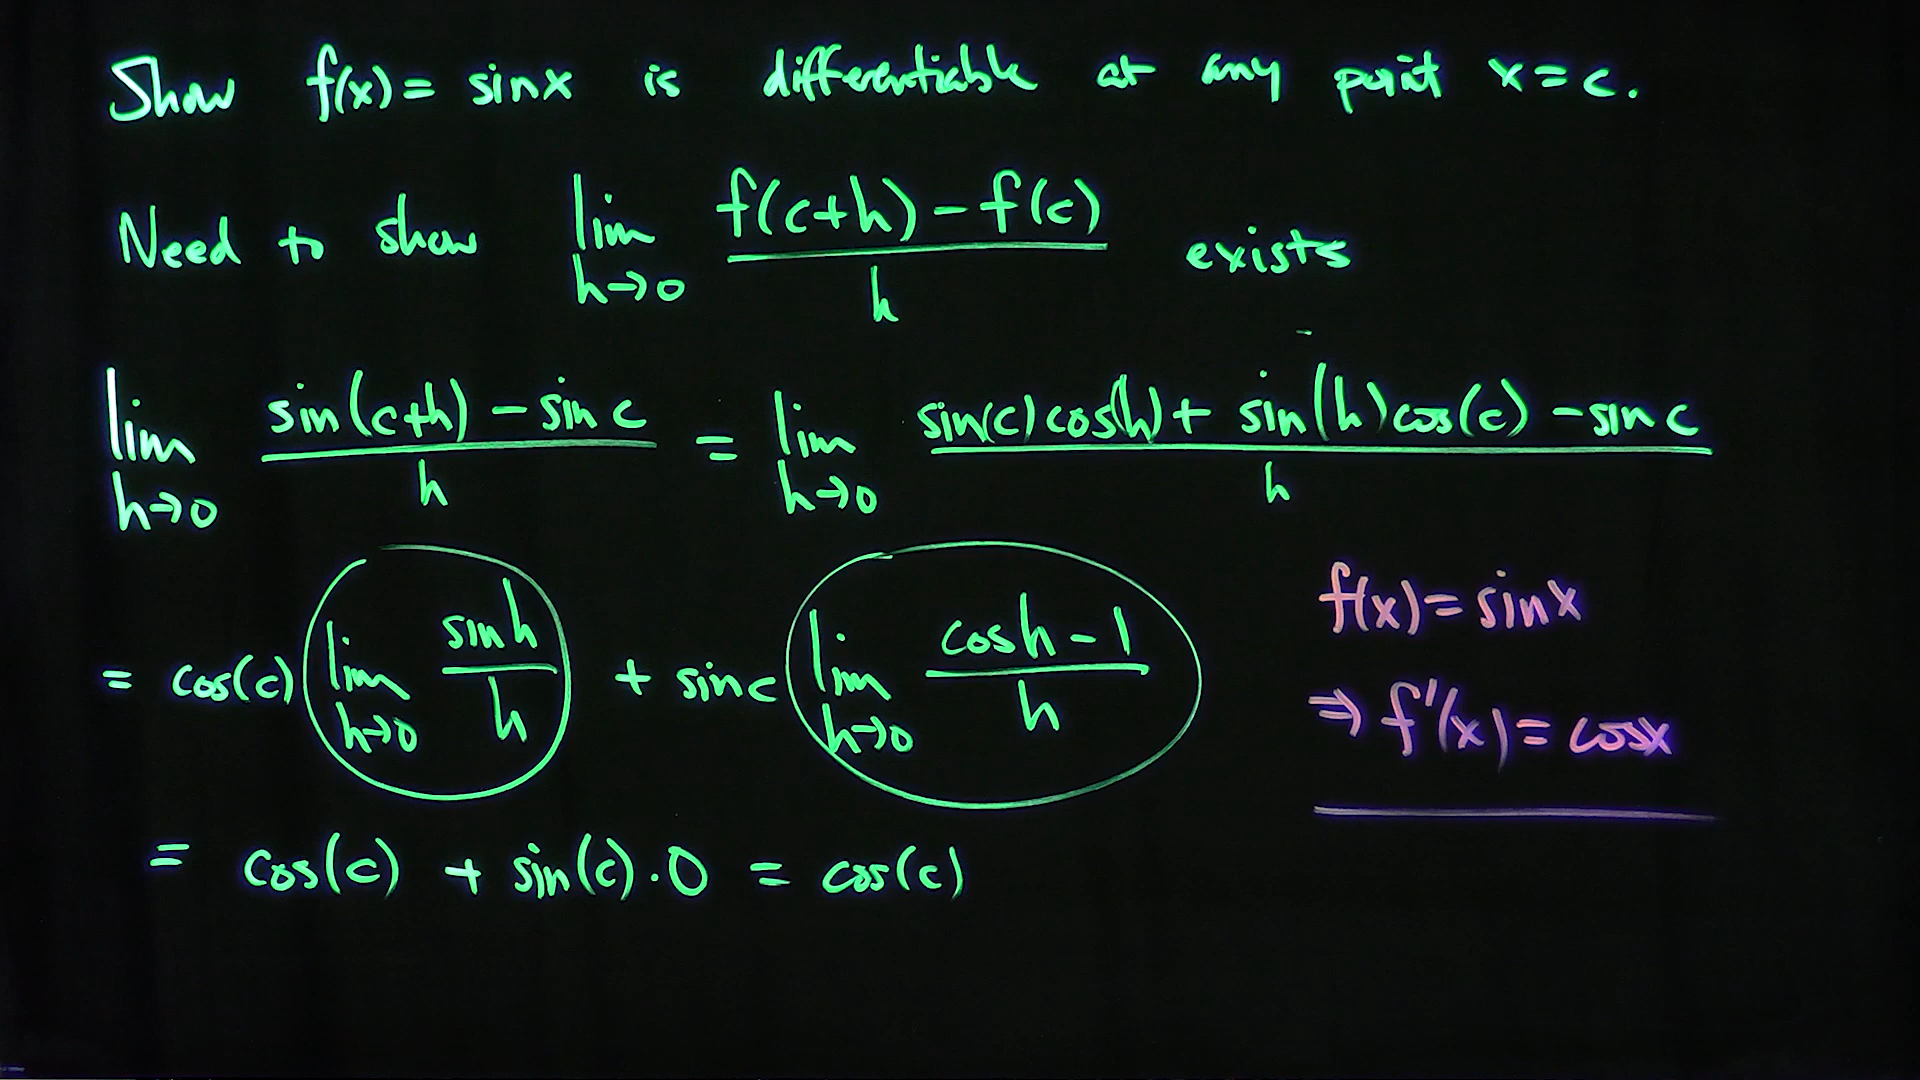 Show f(x) = sinx is differentiable at any point x = c.
Need to show lim h→0 f(c+h) - f(c) / h exists
lim h→0 sin(c+h) - sin c / h = lim h→0 sin(c) cos(h) + sin(h) cos(c) - sin c / h
= cos(c) lim h→0 sinh / h + sinc lim h→0 cosh - 1 / h
= cos(c) + sin(c) · 0 = cos(c)
f(x) = sinx
⇒ f'(x) = cosx